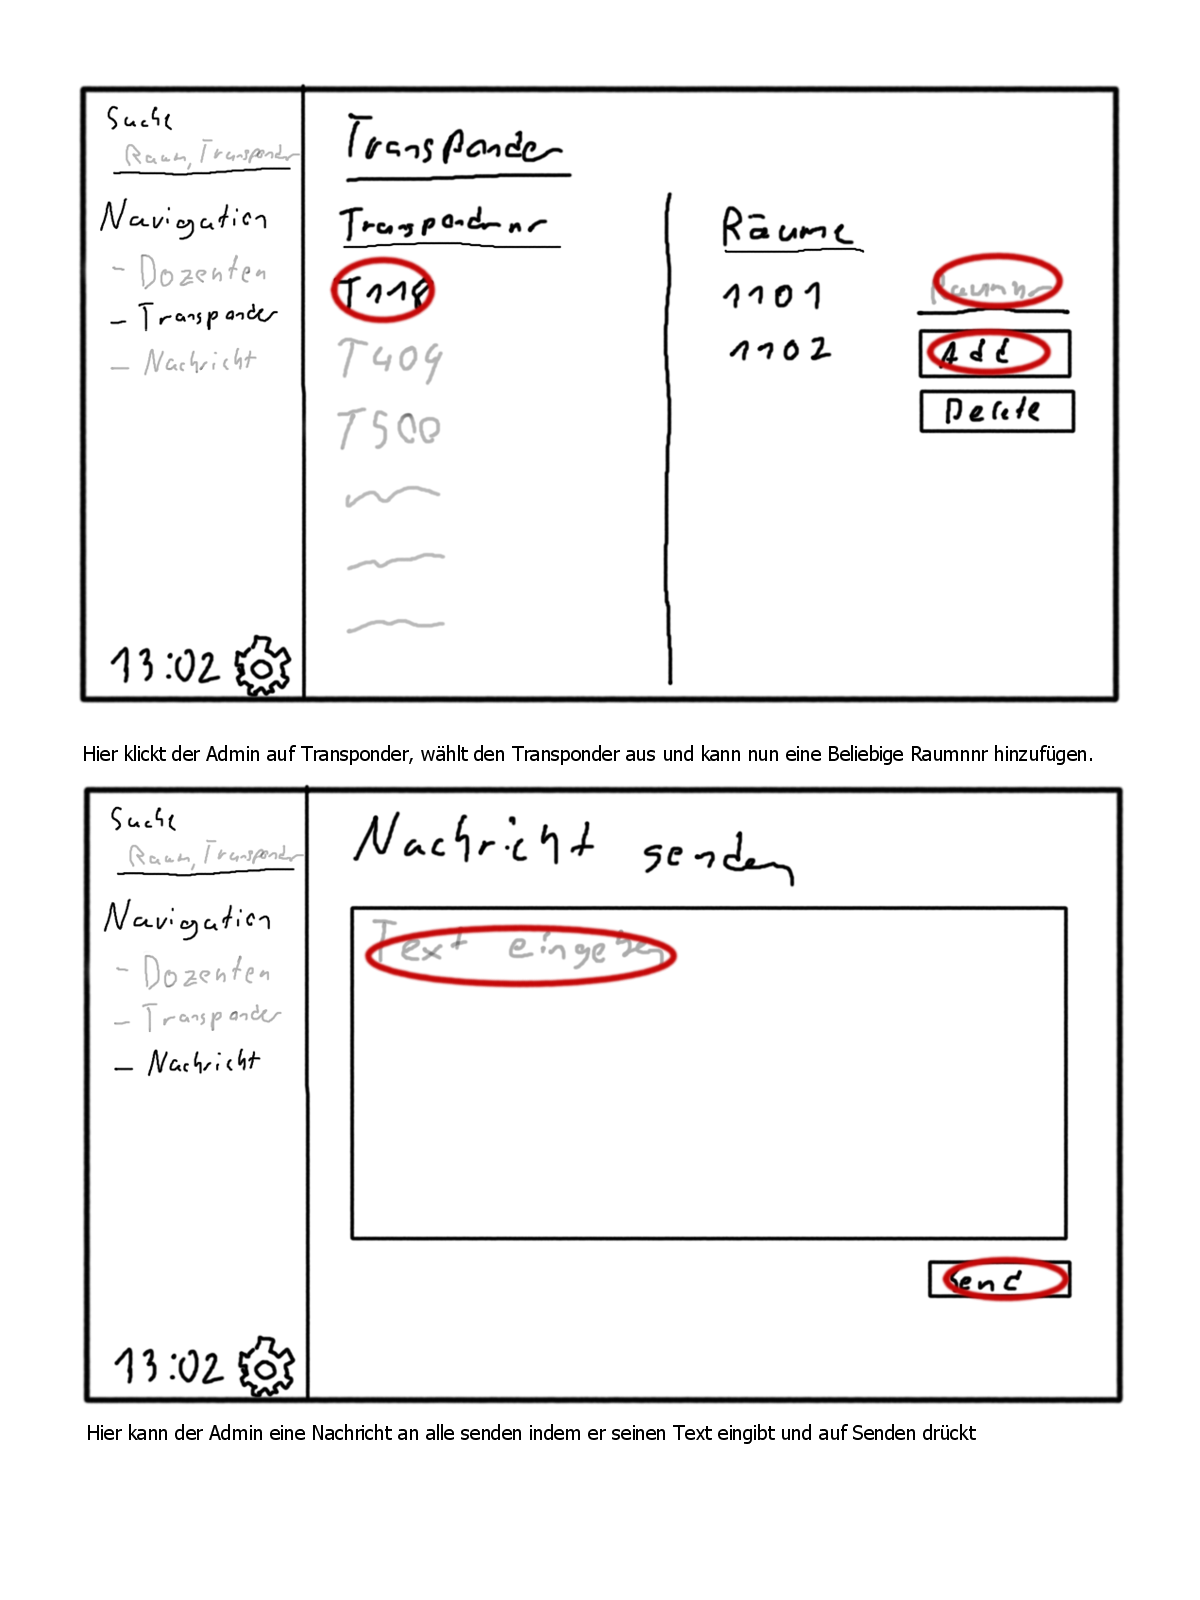 Suche
Raum, Transponder
Navigation
- Dozenten
- Transponder
- Nachricht
13:02
Transponder
Transpondernr
T118
T409
T500
Räume
1101
1102
Raumnr
Add
Delete
Hier klickt der Admin auf Transponder, wählt den Transponder aus und kann nun eine Beliebige Raumnnr hinzufügen.
Suche
Raum, Transponder
Navigation
- Dozenten
- Transponder
- Nachricht
13:02
Nachricht senden
Text eingeben
Send
Hier kann der Admin eine Nachricht an alle senden indem er seinen Text eingibt und auf Senden drückt